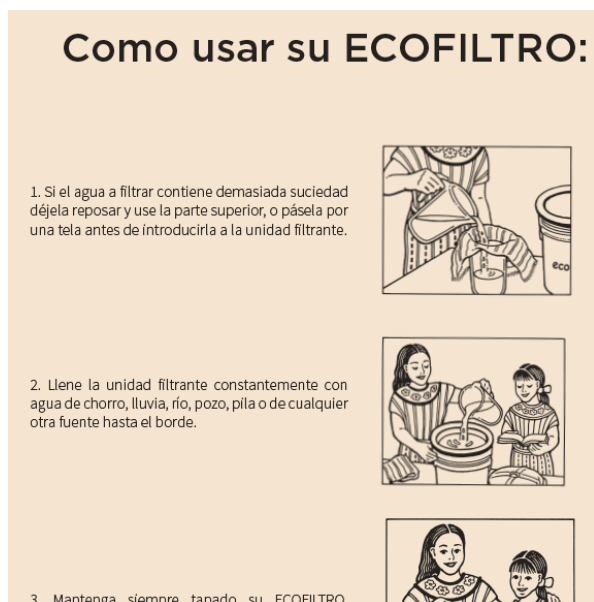 Como usar su ECOFILTRO:
1. Si el agua a filtrar contiene demasiada suciedad
déjela reposar y use la parte superior, o pásela por
una tela antes de introducirla a la unidad filtrante.
eco
2. Llene la unidad filtrante constantemente con
agua de chorro, lluvia, río, pozo, pila o de cualquier
otra fuente hasta el borde.
3. Mantenga siempre tapado su ECOFILTRO.